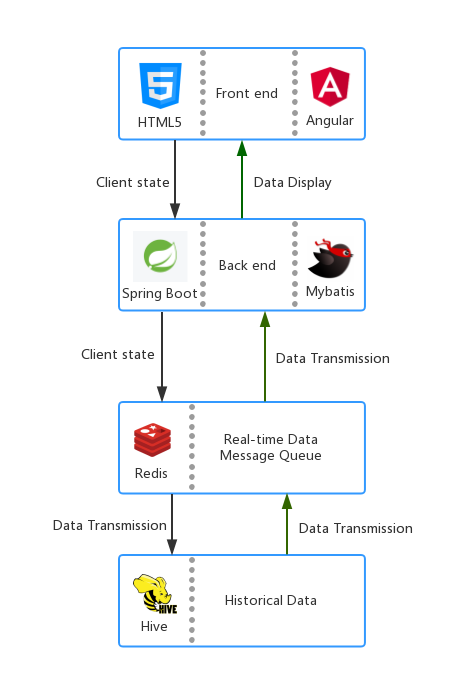 HTML5
Front end
Angular
Client state
Data Display
Spring Boot
Back end
Mybatis
Client state
Data Transmission
Redis
Real-time Data
Message Queue
Data Transmission
Data Transmission
HIVE
Hive
Historical Data